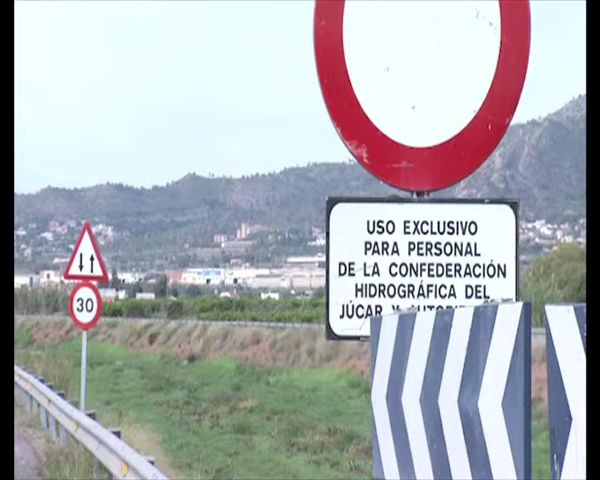 USO EXCLUSIVO
PARA PERSONAL
DE LA CONFEDERACIÓN
HIDROGRÁFICA DEL
JÚCAR Y
30